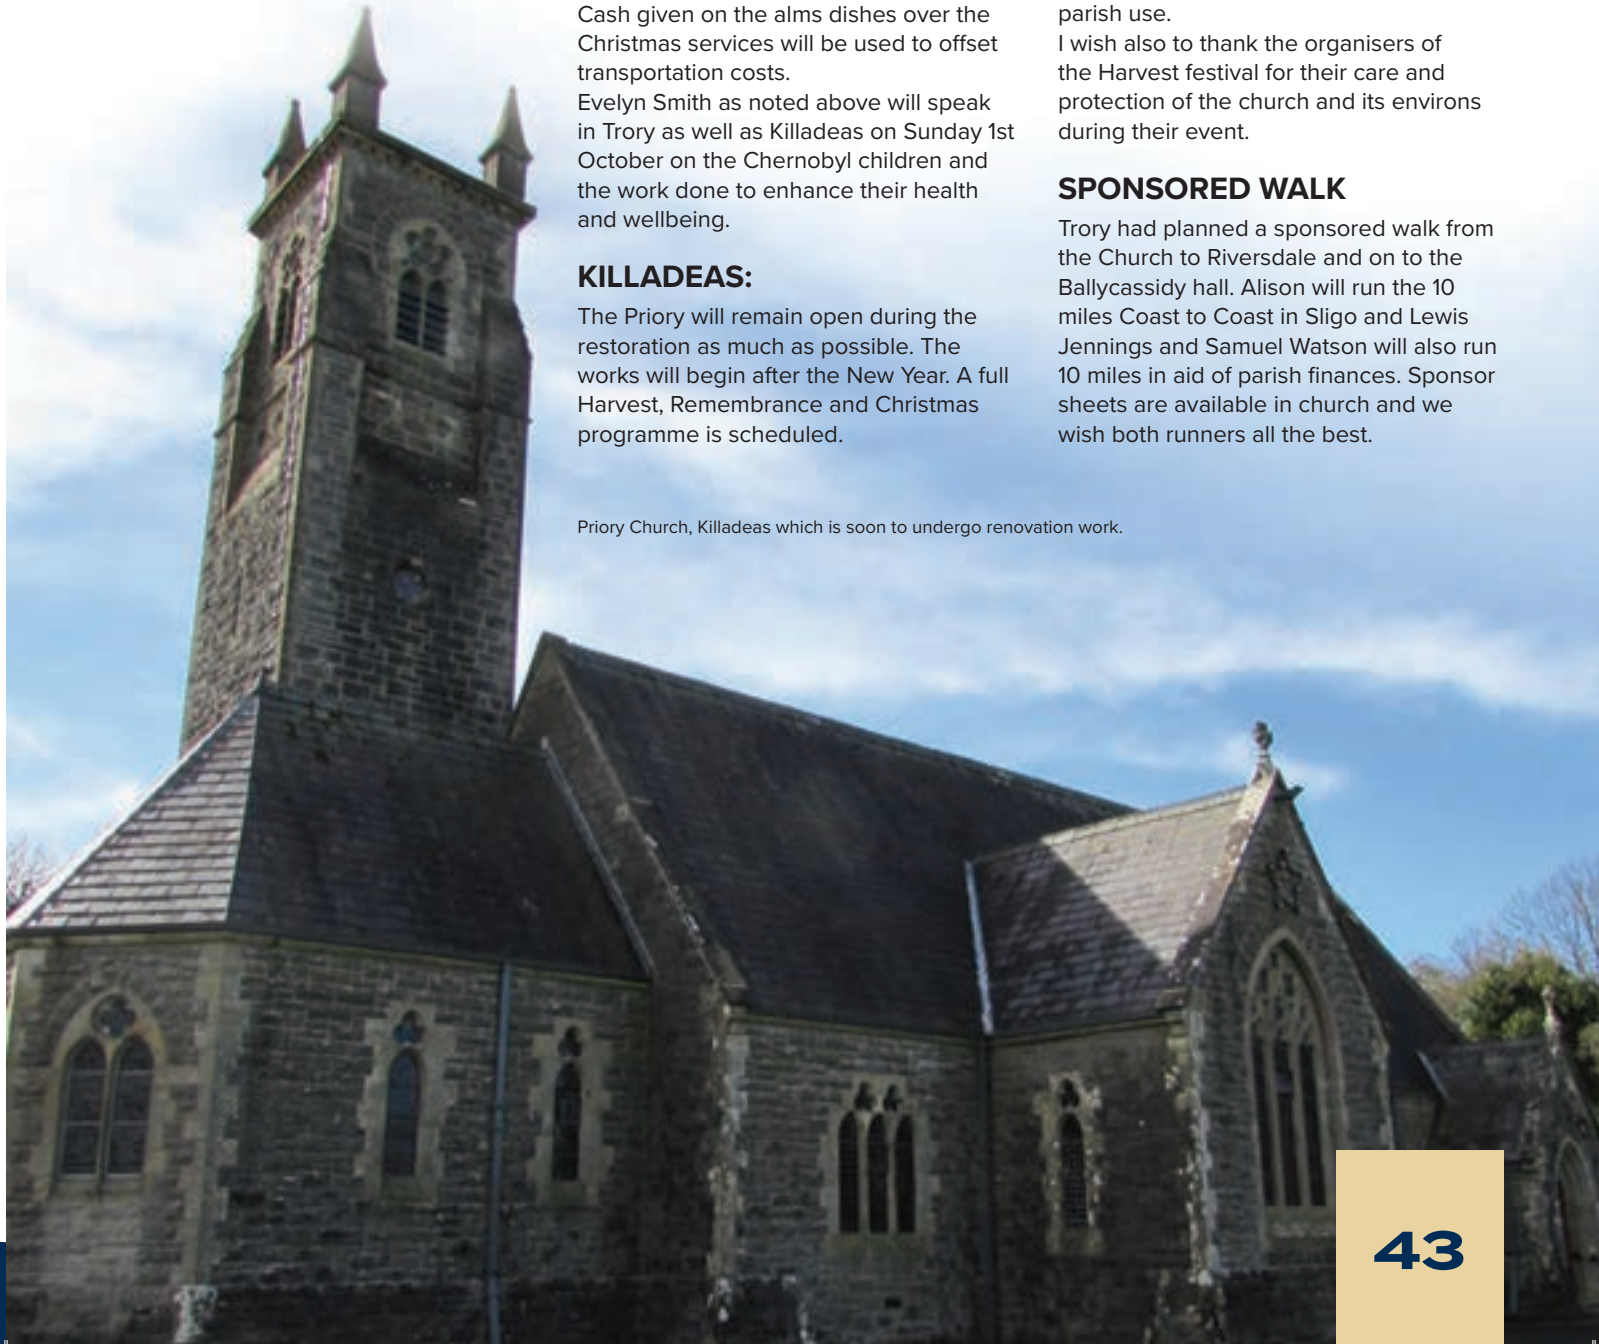 Cash given on the alms dishes over the
Christmas services will be used to offset
transportation costs.
Evelyn Smith as noted above will speak
in Trory as well as Killadeas on Sunday 1st
October on the Chernobyl children and
the work done to enhance their health
and wellbeing.
KILLADEAS:
The Priory will remain open during the
restoration as much as possible. The
works will begin after the New Year. A full
Harvest, Remembrance and Christmas
programme is scheduled.
parish use.
I wish also to thank the organisers of
the Harvest festival for their care and
protection of the church and its environs
during their event.
SPONSORED WALK
Trory had planned a sponsored walk from
the Church to Riversdale and on to the
Ballycassidy hall. Alison will run the 10
miles Coast to Coast in Sligo and Lewis
Jennings and Samuel Watson will also run
10 miles in aid of parish finances. Sponsor
sheets are available in church and we
wish both runners all the best.
Priory Church, Killadeas which is soon to undergo renovation work.
43